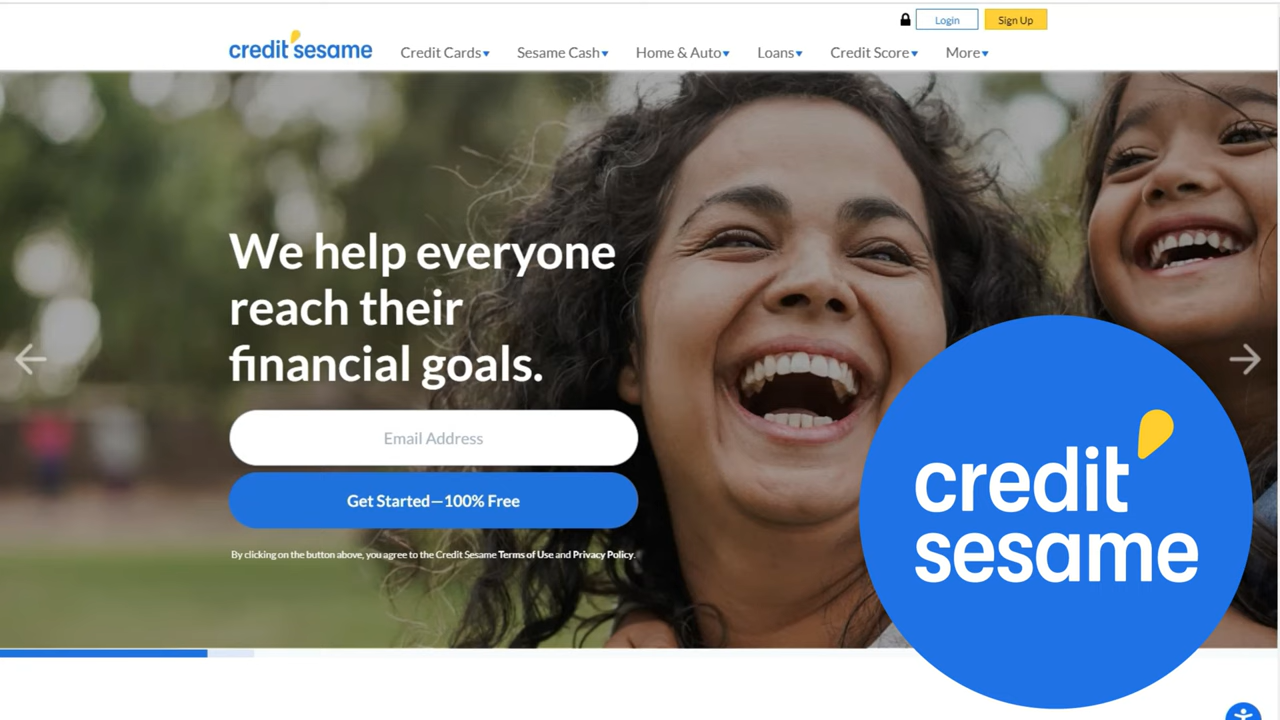 Login
Sign Up
credit sesame
Credit Cards
Sesame Cash
Home & Auto
Loans
Credit Score
More
We help everyone
reach their
financial goals.
Email Address
Get Started—100% Free
By clicking on the button above, you agree to the Credit Sesame Terms of Use and Privacy Policy.
credit
sesame